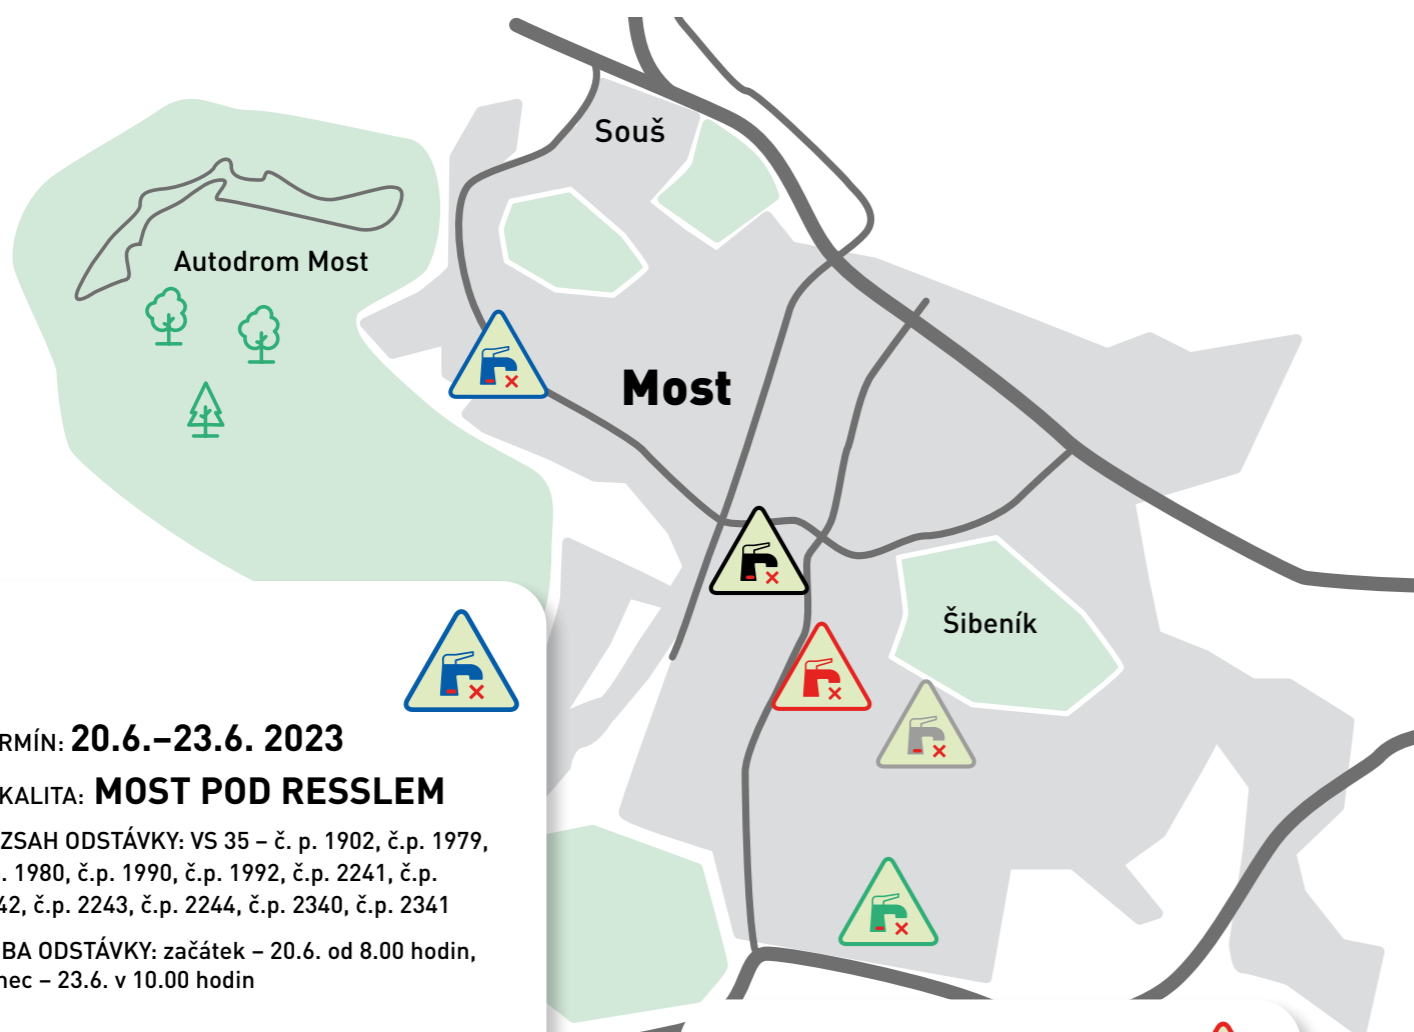 Souš
Autodrom Most
Most
Šibeník
RMÍN: 20.6.–23.6. 2023
KALITA: MOST POD RESSLEM
ZSAH ODSTÁVKY: VS 35 – č. p. 1902, č.p. 1979,
. 1980, č.p. 1990, č.p. 1992, č.p. 2241, č.p.
42, č.p. 2243, č.p. 2244, č.p. 2340, č.p. 2341
BA ODSTÁVKY: začátek – 20.6. od 8.00 hodin,
nec – 23.6. v 10.00 hodin